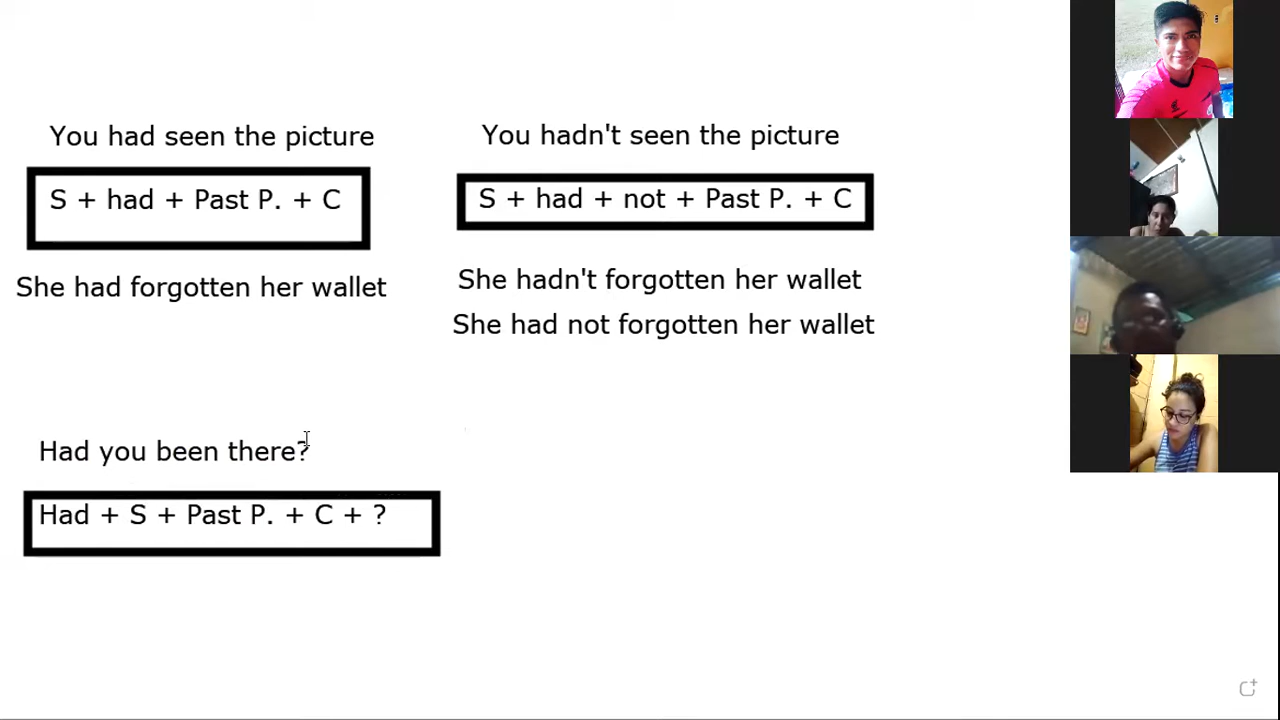 You had seen the picture
S + had + Past P. + C
She had forgotten her wallet
You hadn't seen the picture
S + had + not + Past P. + C
She hadn't forgotten her wallet
She had not forgotten her wallet
Had you been there?
Had + S + Past P. + C + ?